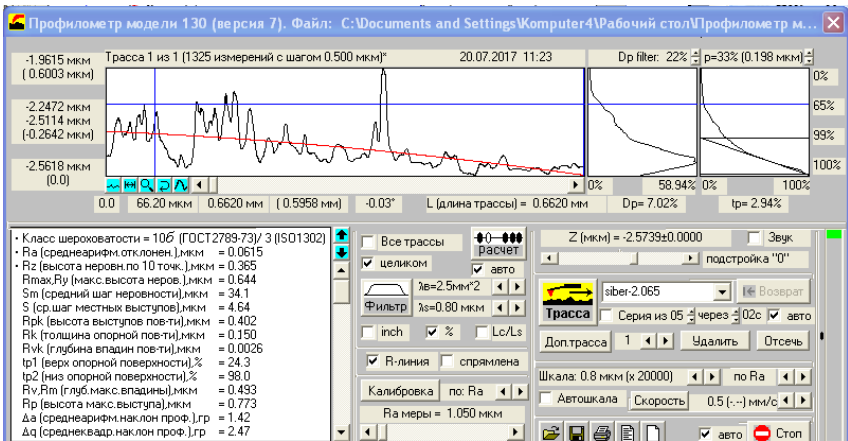 Профилометр модели 130 (версия 7). Файл: C:\Documents and Settings\Komputer4\Рабочий стол\Профилометр м...
-1.9615 мкм
( 0.6003 мкм)
Трасса 1 из 1 (1325 измерений с шагом 0.500 мкм)*
20.07.2017 11:23
Dp filter: 22%
p=33% (0.198 мкм)
0%
-2.2472 мкм
-2.5114 мкм
(-0.2642 мкм)
65%
99%
-2.5618 мкм
(0.0)
100%
0% 58.94% 0% 100%
0.0 66.20 мкм 0.6620 мм ( 0.5958 мм) -0.03° L (длина трассы) = 0.6620 мм Dp= 7.02% tp= 2.94%
· Класс шероховатости = 10б (ГОСТ2789-73)/ 3 (ISO1302)
· Ra (среднеарифм.отклонен.),мкм = 0.0615
· Rz (высота неровн.по 10 точк.),мкм = 0.365
Rmax,Ry (макс.высота неров.),мкм = 0.644
Sm (средний шаг неровности),мкм = 34.1
S (ср.шаг местных выступов),мкм = 4.64
Rpk (высота выступов пов-ти),мкм = 0.402
Rk (толщина опорной пов-ти),мкм = 0.150
Rvk (глубина впадин пов-ти),мкм = 0.0026
tp1 (верх опорной поверхности),% = 24.3
tp2 (низ опорной поверхности),% = 98.0
Rv,Rm (глуб.макс.впадины),мкм = 0.493
Rp (высота макс.выступа),мкм = 0.773
Δa (среднеарифм.наклон проф.),гр = 1.42
Δq (среднеквадр.наклон проф.),гр = 2.47
Все трассы
расчет
целиком
авто
λв=2.5мм*2
Фильтр
λs=0.80 мкм
inch
%
Lc/Ls
R-линия
спрямлена
Калибровка
по: Ra
Ra меры = 1.050 мкм
Z (мкм) = -2.5739±0.0000
Звук
подстройка "0"
Трасса
siber-2.065
Возврат
Серия из 05 через 02с авто
Доп.трасса 1 Удалить Отсечь
Шкала: 0.8 мкм (x 20000) по Ra
Автошкала Скорость 0.5 (-.--) мм/с
авто
Стоп